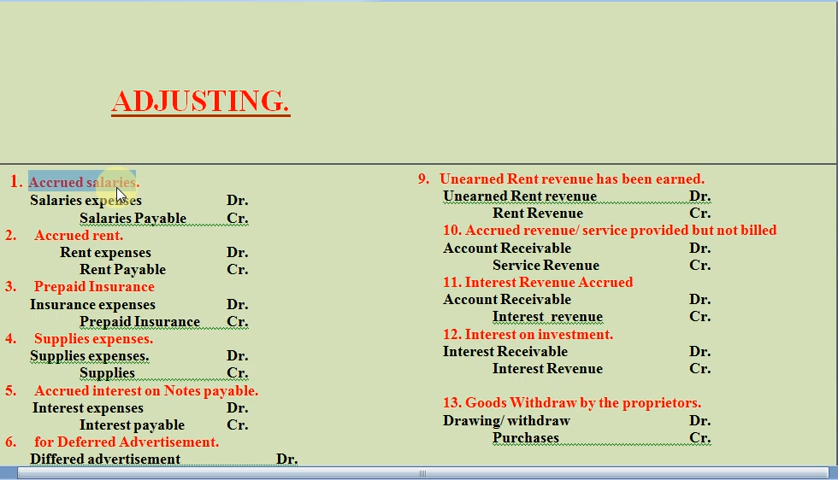 ADJUSTING.
1. Accrued salaries.
Salaries expenses Dr.
Salaries Payable Cr.
2. Accrued rent.
Rent expenses Dr.
Rent Payable Cr.
3. Prepaid Insurance
Insurance expenses Dr.
Prepaid Insurance Cr.
4. Supplies expenses.
Supplies expenses. Dr.
Supplies Cr.
5. Accrued interest on Notes payable.
Interest expenses Dr.
Interest payable Cr.
6. for Deferred Advertisement.
Differed advertisement Dr.
9. Unearned Rent revenue has been earned.
Unearned Rent revenue Dr.
Rent Revenue Cr.
10. Accrued revenue/ service provided but not billed
Account Receivable Dr.
Service Revenue Cr.
11. Interest Revenue Accrued
Account Receivable Dr.
Interest revenue Cr.
12. Interest on investment.
Interest Receivable Dr.
Interest Revenue Cr.
13. Goods Withdraw by the proprietors.
Drawing/ withdraw Dr.
Purchases Cr.